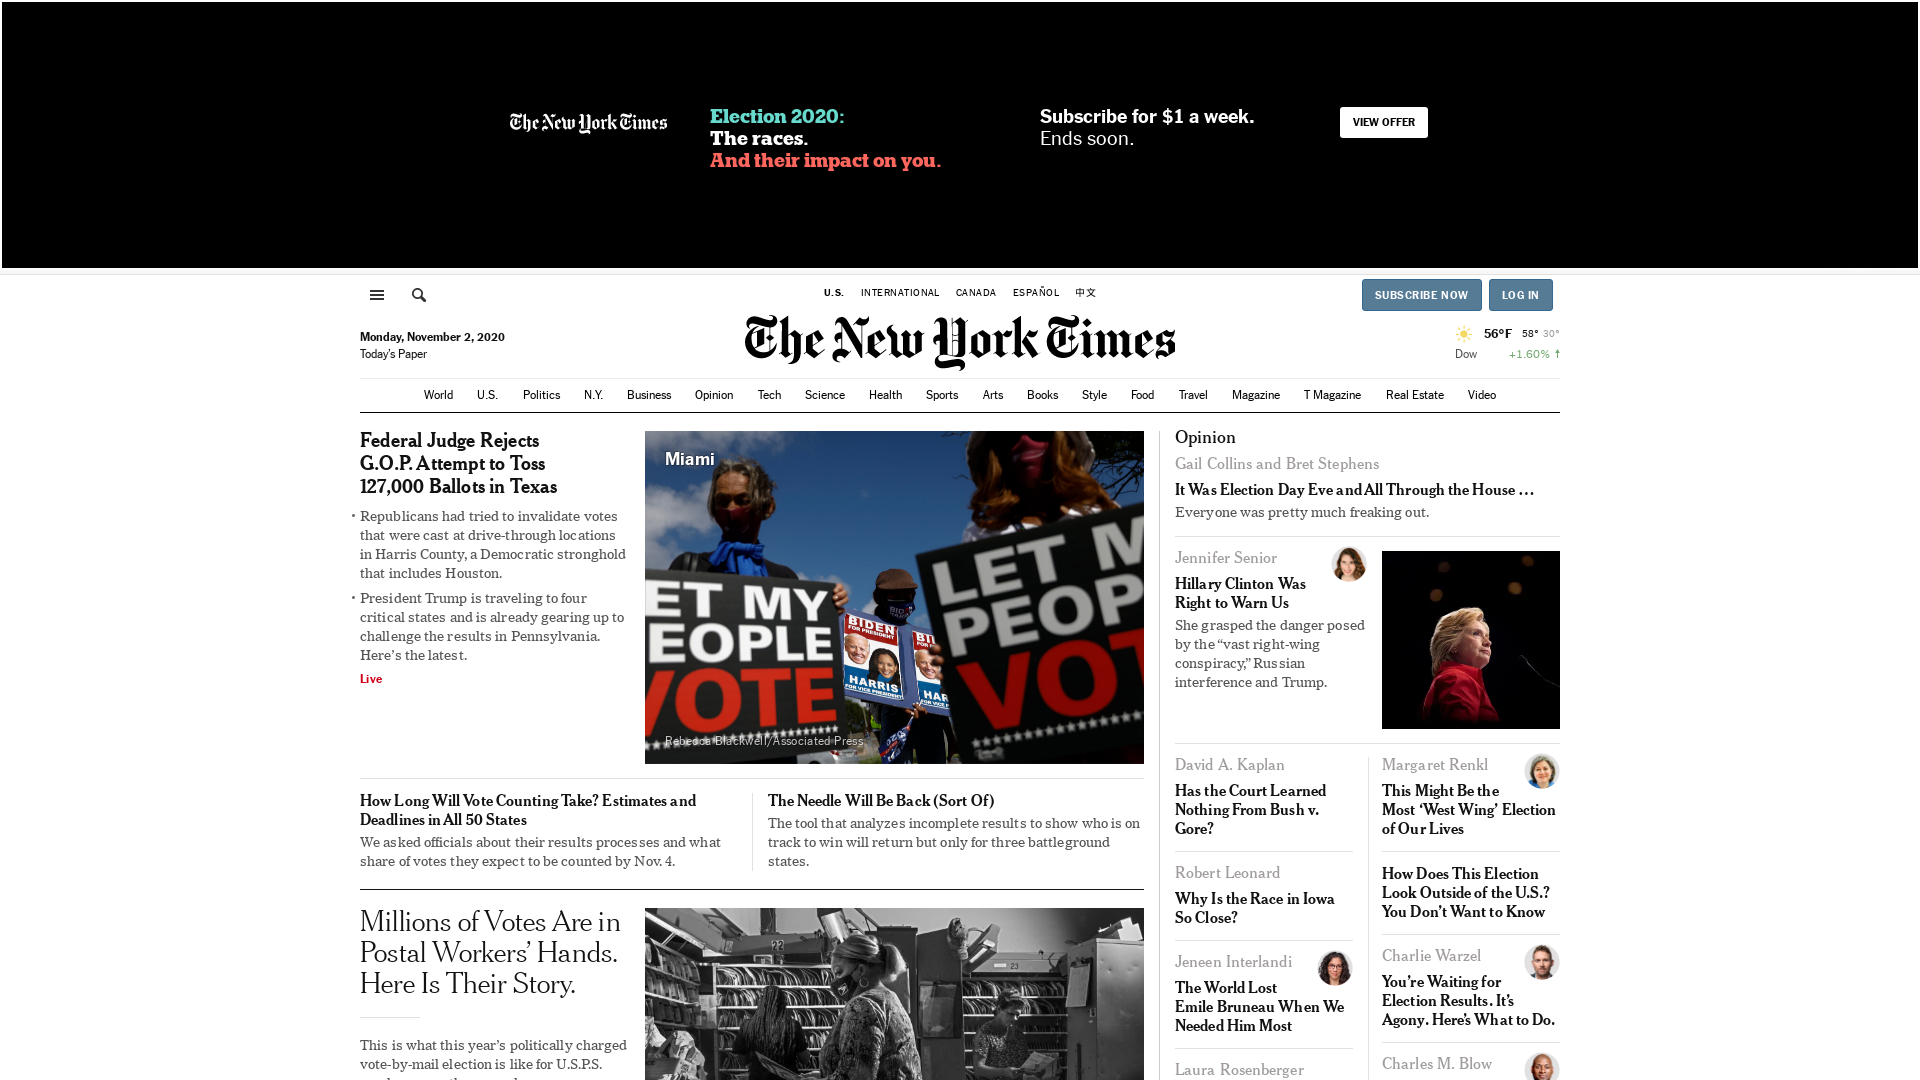 The New York Times
Election 2020:
The races.
And their impact on you.
Subscribe for $1 a week.
Ends soon.
VIEW OFFER
U.S. INTERNATIONAL CANADA ESPAÑOL 中文
SUBSCRIBE NOW LOG IN
Monday, November 2, 2020
Today's Paper
The New York Times
56°F 58° 30°
Dow +1.60% ↑
World U.S. Politics N.Y. Business Opinion Tech Science Health Sports Arts Books Style Food Travel Magazine T Magazine Real Estate Video
Federal Judge Rejects
G.O.P. Attempt to Toss
127,000 Ballots in Texas
• Republicans had tried to invalidate votes
that were cast at drive-through locations
in Harris County, a Democratic stronghold
that includes Houston.
• President Trump is traveling to four
critical states and is already gearing up to
challenge the results in Pennsylvania.
Here's the latest.
Live
Miami
ET MY
EOPLE
VOTE
BIDEN
FOR PRESIDENT
HARRIS
FOR VICE PRESIDENT
BI
HAR
LET M
PEOP
VOT
Rebecca Blackwell/Associated Press
How Long Will Vote Counting Take? Estimates and
Deadlines in All 50 States
We asked officials about their results processes and what
share of votes they expect to be counted by Nov. 4.
The Needle Will Be Back (Sort Of)
The tool that analyzes incomplete results to show who is on
track to win will return but only for three battleground
states.
Millions of Votes Are in
Postal Workers' Hands.
Here Is Their Story.
This is what this year's politically charged
vote-by-mail election is like for U.S.P.S.
22
23
Opinion
Gail Collins and Bret Stephens
It Was Election Day Eve and All Through the House …
Everyone was pretty much freaking out.
Jennifer Senior
Hillary Clinton Was
Right to Warn Us
She grasped the danger posed
by the “vast right-wing
conspiracy,” Russian
interference and Trump.
David A. Kaplan
Has the Court Learned
Nothing From Bush v.
Gore?
Robert Leonard
Why Is the Race in Iowa
So Close?
Jeneen Interlandi
The World Lost
Emile Bruneau When We
Needed Him Most
Laura Rosenberger
Margaret Renkl
This Might Be the
Most ‘West Wing’ Election
of Our Lives
How Does This Election
Look Outside of the U.S.?
You Don't Want to Know
Charlie Warzel
You're Waiting for
Election Results. It's
Agony. Here's What to Do.
Charles M. Blow